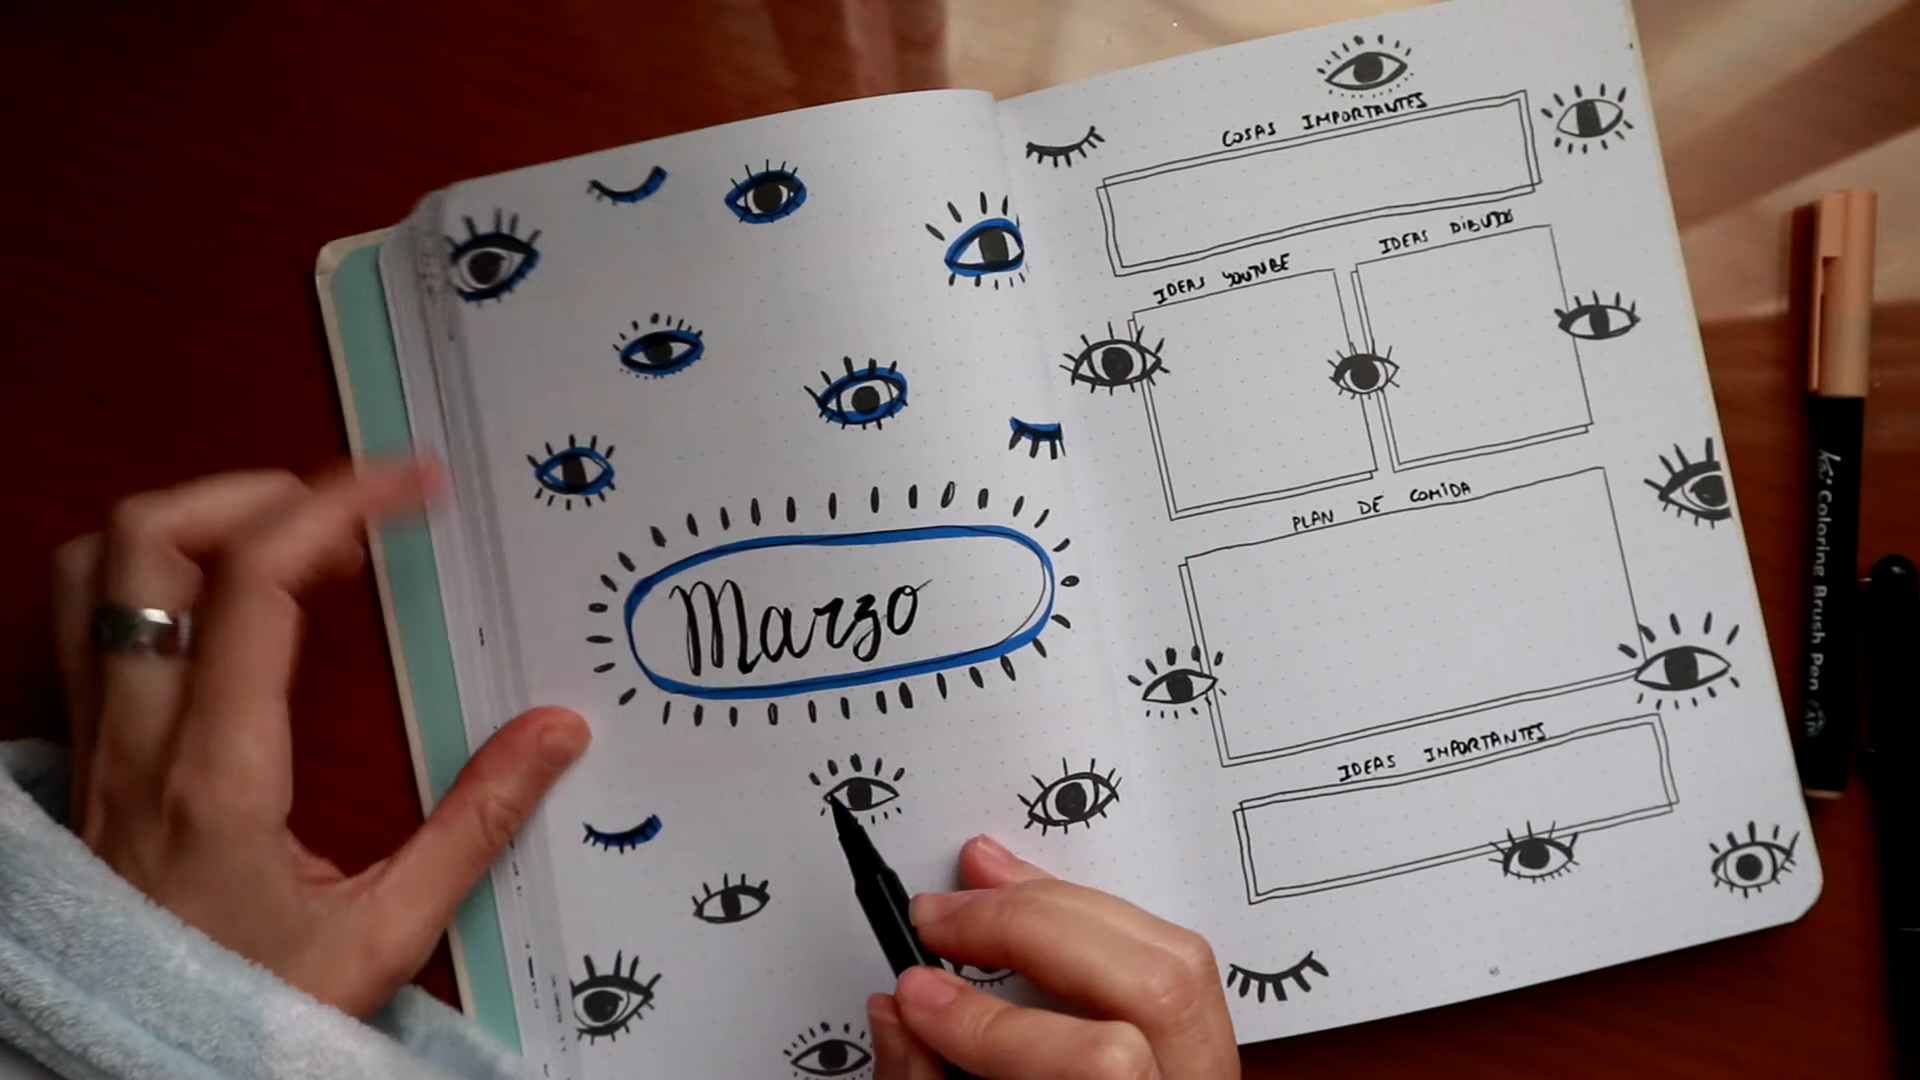 Marzo
COSAS IMPORTANTES
IDEAS YOUTUBE
IDEAS DIBUJOS
PLAN DE COMIDA
IDEAS IMPORTANTES
Coloring Brush Pen